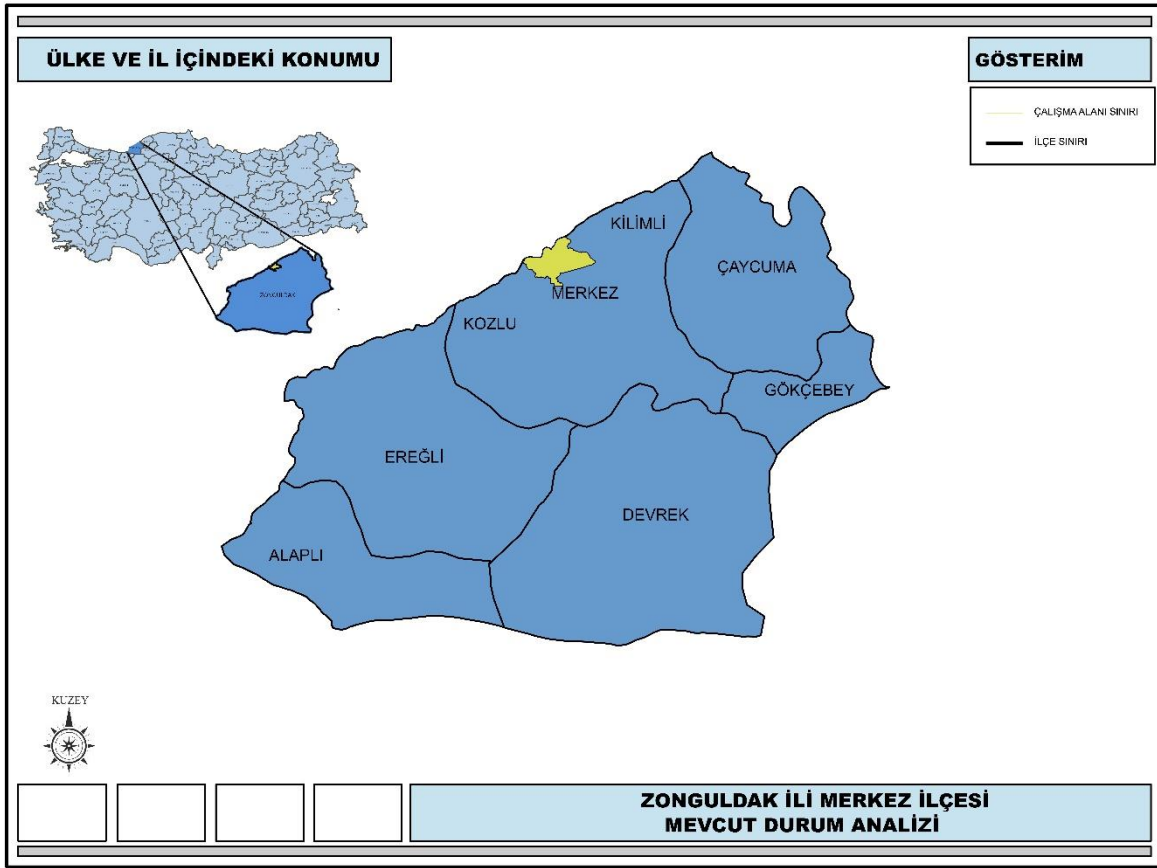 ÜLKE VE İL İÇİNDEKİ KONUMU
GÖSTERİM
ÇALIŞMA ALANI SINIRI
İLÇE SINIRI
ZONGULDAK
KİLİMLİ
ÇAYCUMA
MERKEZ
KOZLU
GÖKÇEBEY
EREĞLİ
DEVREK
ALAPLI
KUZEY
ZONGULDAK İLİ MERKEZ İLÇESİ
MEVCUT DURUM ANALİZİ